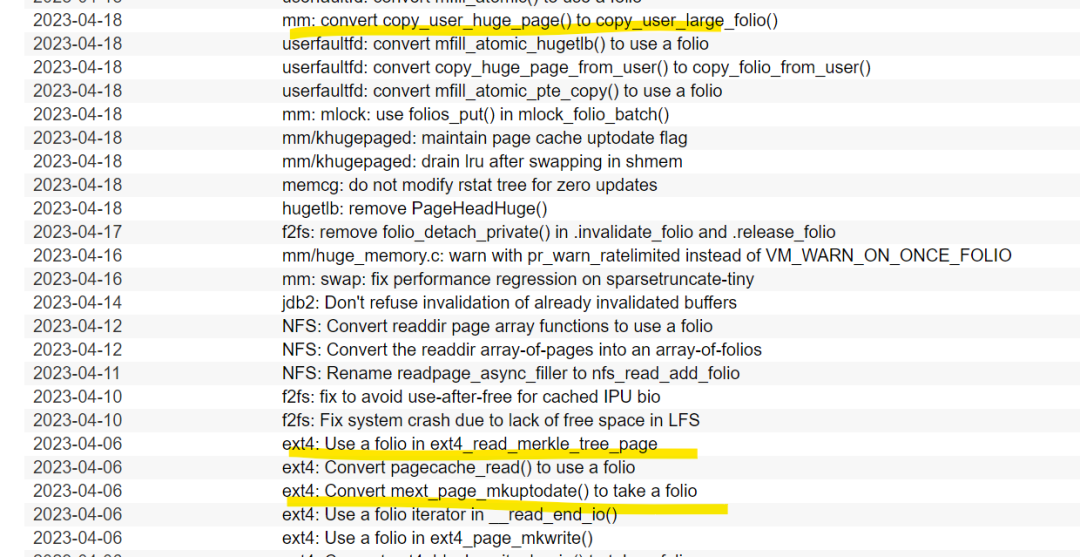 userfaultfd: convert mfill_atomic() to use a folio
2023-04-18 mm: convert copy_user_huge_page() to copy_user_large_folio()
2023-04-18 userfaultfd: convert mfill_atomic_hugetlb() to use a folio
2023-04-18 userfaultfd: convert copy_huge_page_from_user() to copy_folio_from_user()
2023-04-18 userfaultfd: convert mfill_atomic_pte_copy() to use a folio
2023-04-18 mm: mlock: use folios_put() in mlock_folio_batch()
2023-04-18 mm/khugepaged: maintain page cache uptodate flag
2023-04-18 mm/khugepaged: drain lru after swapping in shmem
2023-04-18 memcg: do not modify rstat tree for zero updates
2023-04-18 hugetlb: remove PageHeadHuge()
2023-04-17 f2fs: remove folio_detach_private() in .invalidate_folio and .release_folio
2023-04-16 mm/huge_memory.c: warn with pr_warn_ratelimited instead of VM_WARN_ON_ONCE_FOLIO
2023-04-16 mm: swap: fix performance regression on sparsetruncate-tiny
2023-04-14 jdb2: Don't refuse invalidation of already invalidated buffers
2023-04-12 NFS: Convert readdir page array functions to use a folio
2023-04-12 NFS: Convert the readdir array-of-pages into an array-of-folios
2023-04-11 NFS: Rename readpage_async_filler to nfs_read_add_folio
2023-04-10 f2fs: fix to avoid use-after-free for cached IPU bio
2023-04-10 f2fs: Fix system crash due to lack of free space in LFS
2023-04-06 ext4: Use a folio in ext4_read_merkle_tree_page
2023-04-06 ext4: Convert pagecache_read() to use a folio
2023-04-06 ext4: Convert mext_page_mkuptodate() to take a folio
2023-04-06 ext4: Use a folio iterator in __read_end_io()
2023-04-06 ext4: Use a folio in ext4_page_mkwrite()